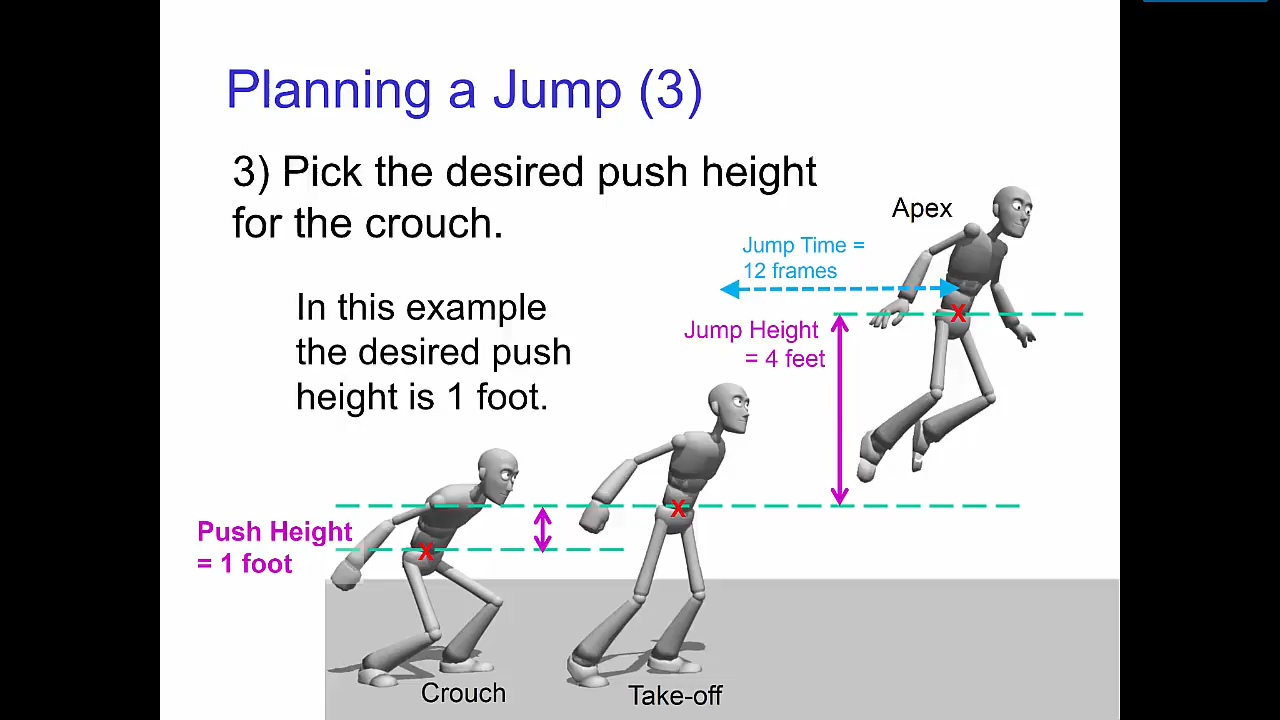 Planning a Jump (3)
3) Pick the desired push height
for the crouch.
Apex
Jump Time =
12 frames
In this example
the desired push
height is 1 foot.
Jump Height
= 4 feet
X
X
Push Height
= 1 foot
X
Crouch
Take-off